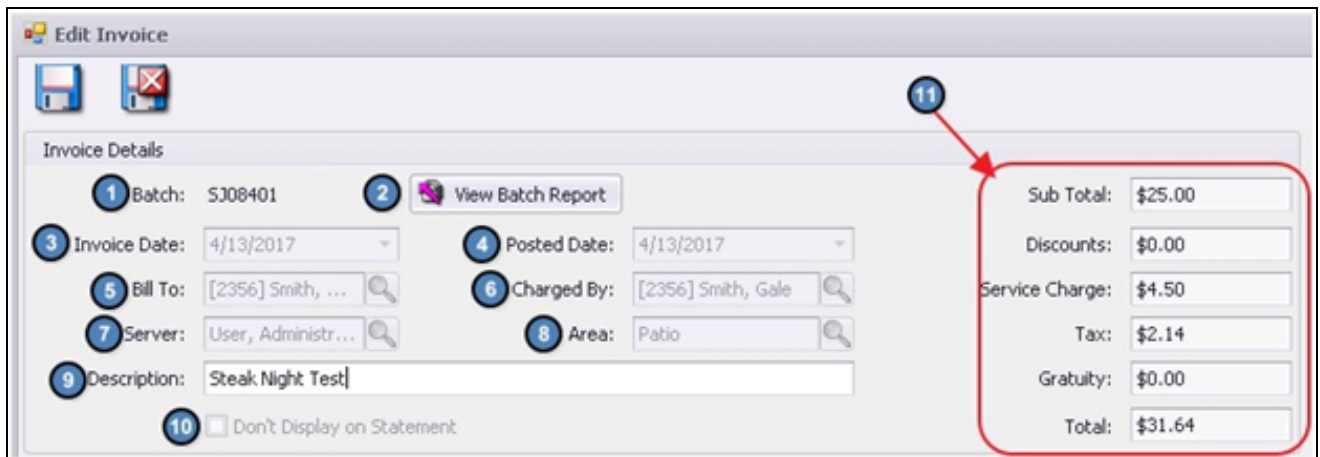 Edit Invoice
11
Invoice Details
1 Batch: SJ08401 2 View Batch Report Sub Total: $25.00
3 Invoice Date: 4/13/2017 4 Posted Date: 4/13/2017 Discounts: $0.00
5 Bill To: [2356] Smith, ... 6 Charged By: [2356] Smith, Gale Service Charge: $4.50
7 Server: User, Administr... 8 Area: Patio Tax: $2.14
9 Description: Steak Night Test Gratuity: $0.00
10 Don't Display on Statement Total: $31.64